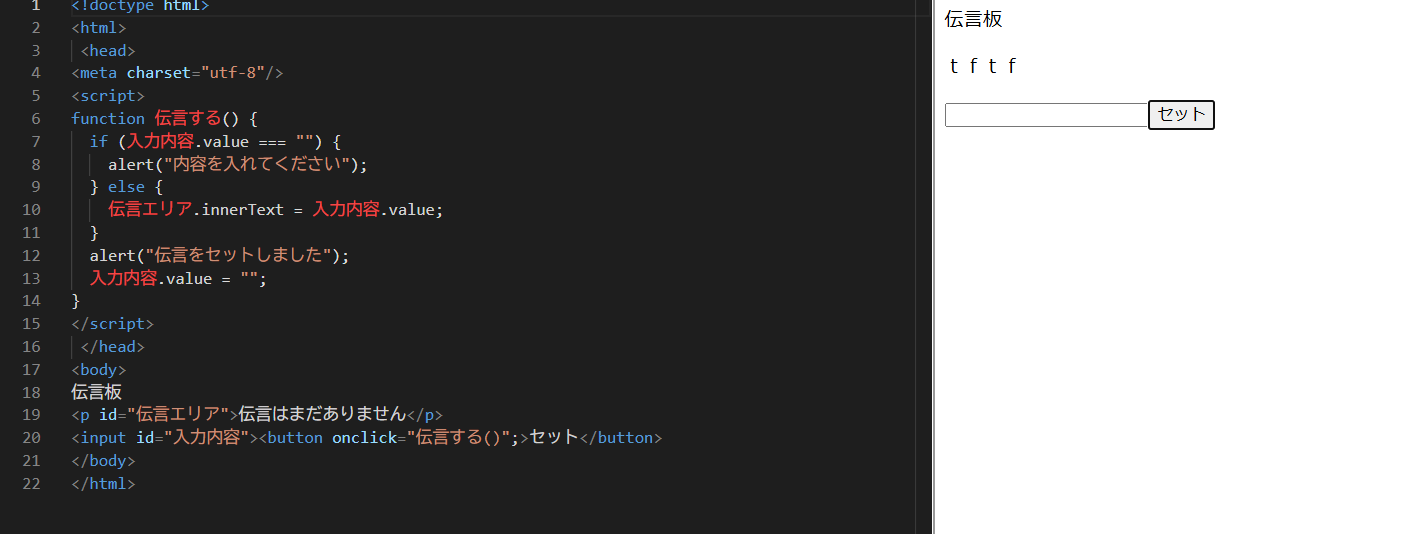 1 <!doctype html>
2 <html>
3 <head>
4 <meta charset="utf-8"/>
5 <script>
6 function 伝言する() {
7 if (入力内容.value === "") {
8 alert("内容を入れてください");
9 } else {
10 伝言エリア.innerText = 入力内容.value;
11 }
12 alert("伝言をセットしました");
13 入力内容.value = "";
14 }
15 </script>
16 </head>
17 <body>
18 伝言板
19 <p id="伝言エリア">伝言はまだありません</p>
20 <input id="入力内容"><button onclick="伝言する()";>セット</button>
21 </body>
22 </html>
伝言板
ｔｆｔｆ
セット